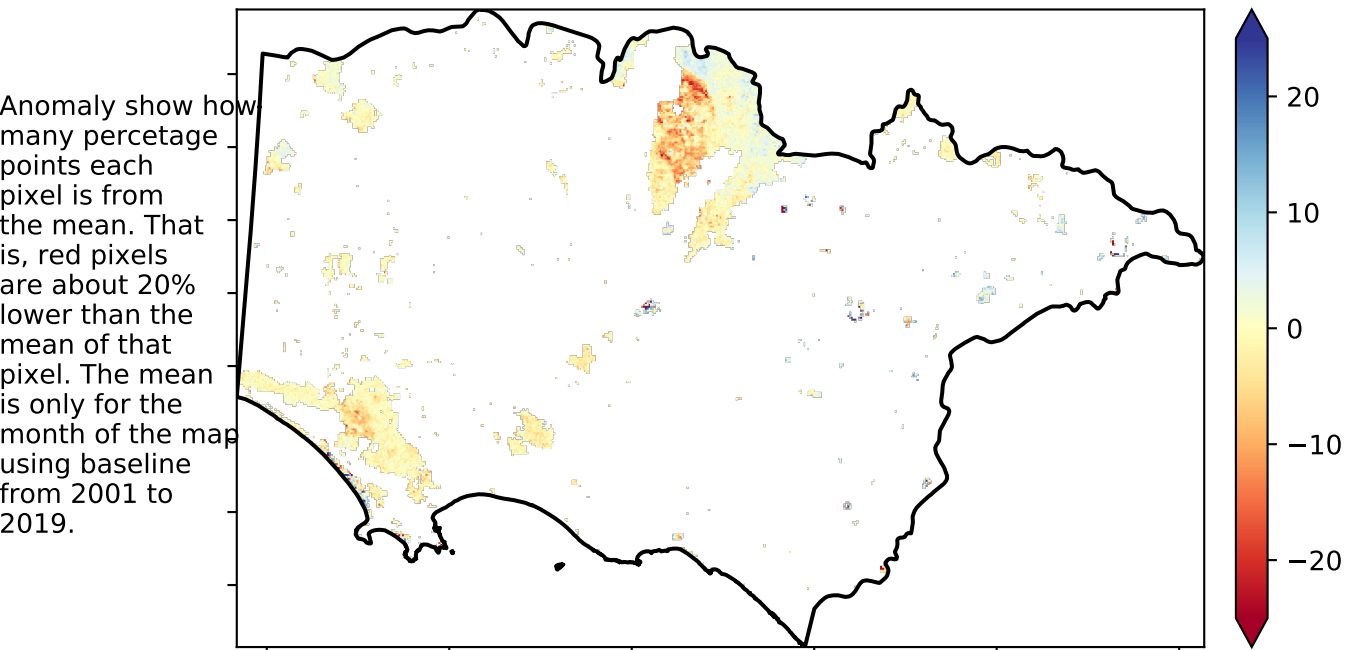 Anomaly show how
many percetage
points each
pixel is from
the mean. That
is, red pixels
are about 20%
lower than the
mean of that
pixel. The mean
is only for the
month of the map
using baseline
from 2001 to
2019.
20
10
0
−10
−20